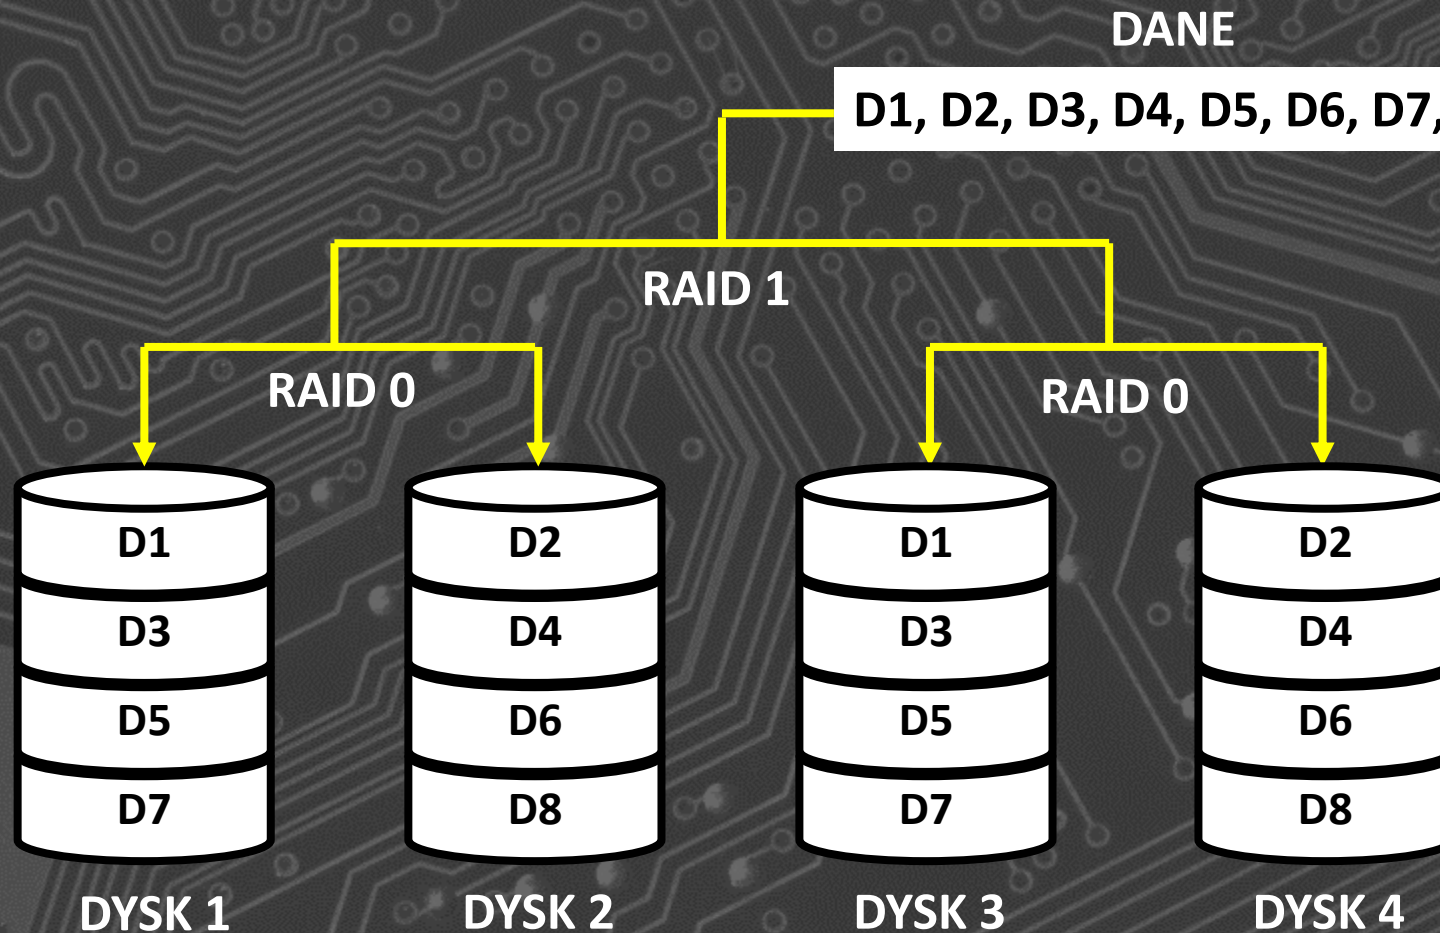 DANE
D1, D2, D3, D4, D5, D6, D7,
RAID 1
RAID 0
RAID 0
D1
D2
D1
D2
D3
D4
D3
D4
D5
D6
D5
D6
D7
D8
D7
D8
DYSK 1
DYSK 2
DYSK 3
DYSK 4